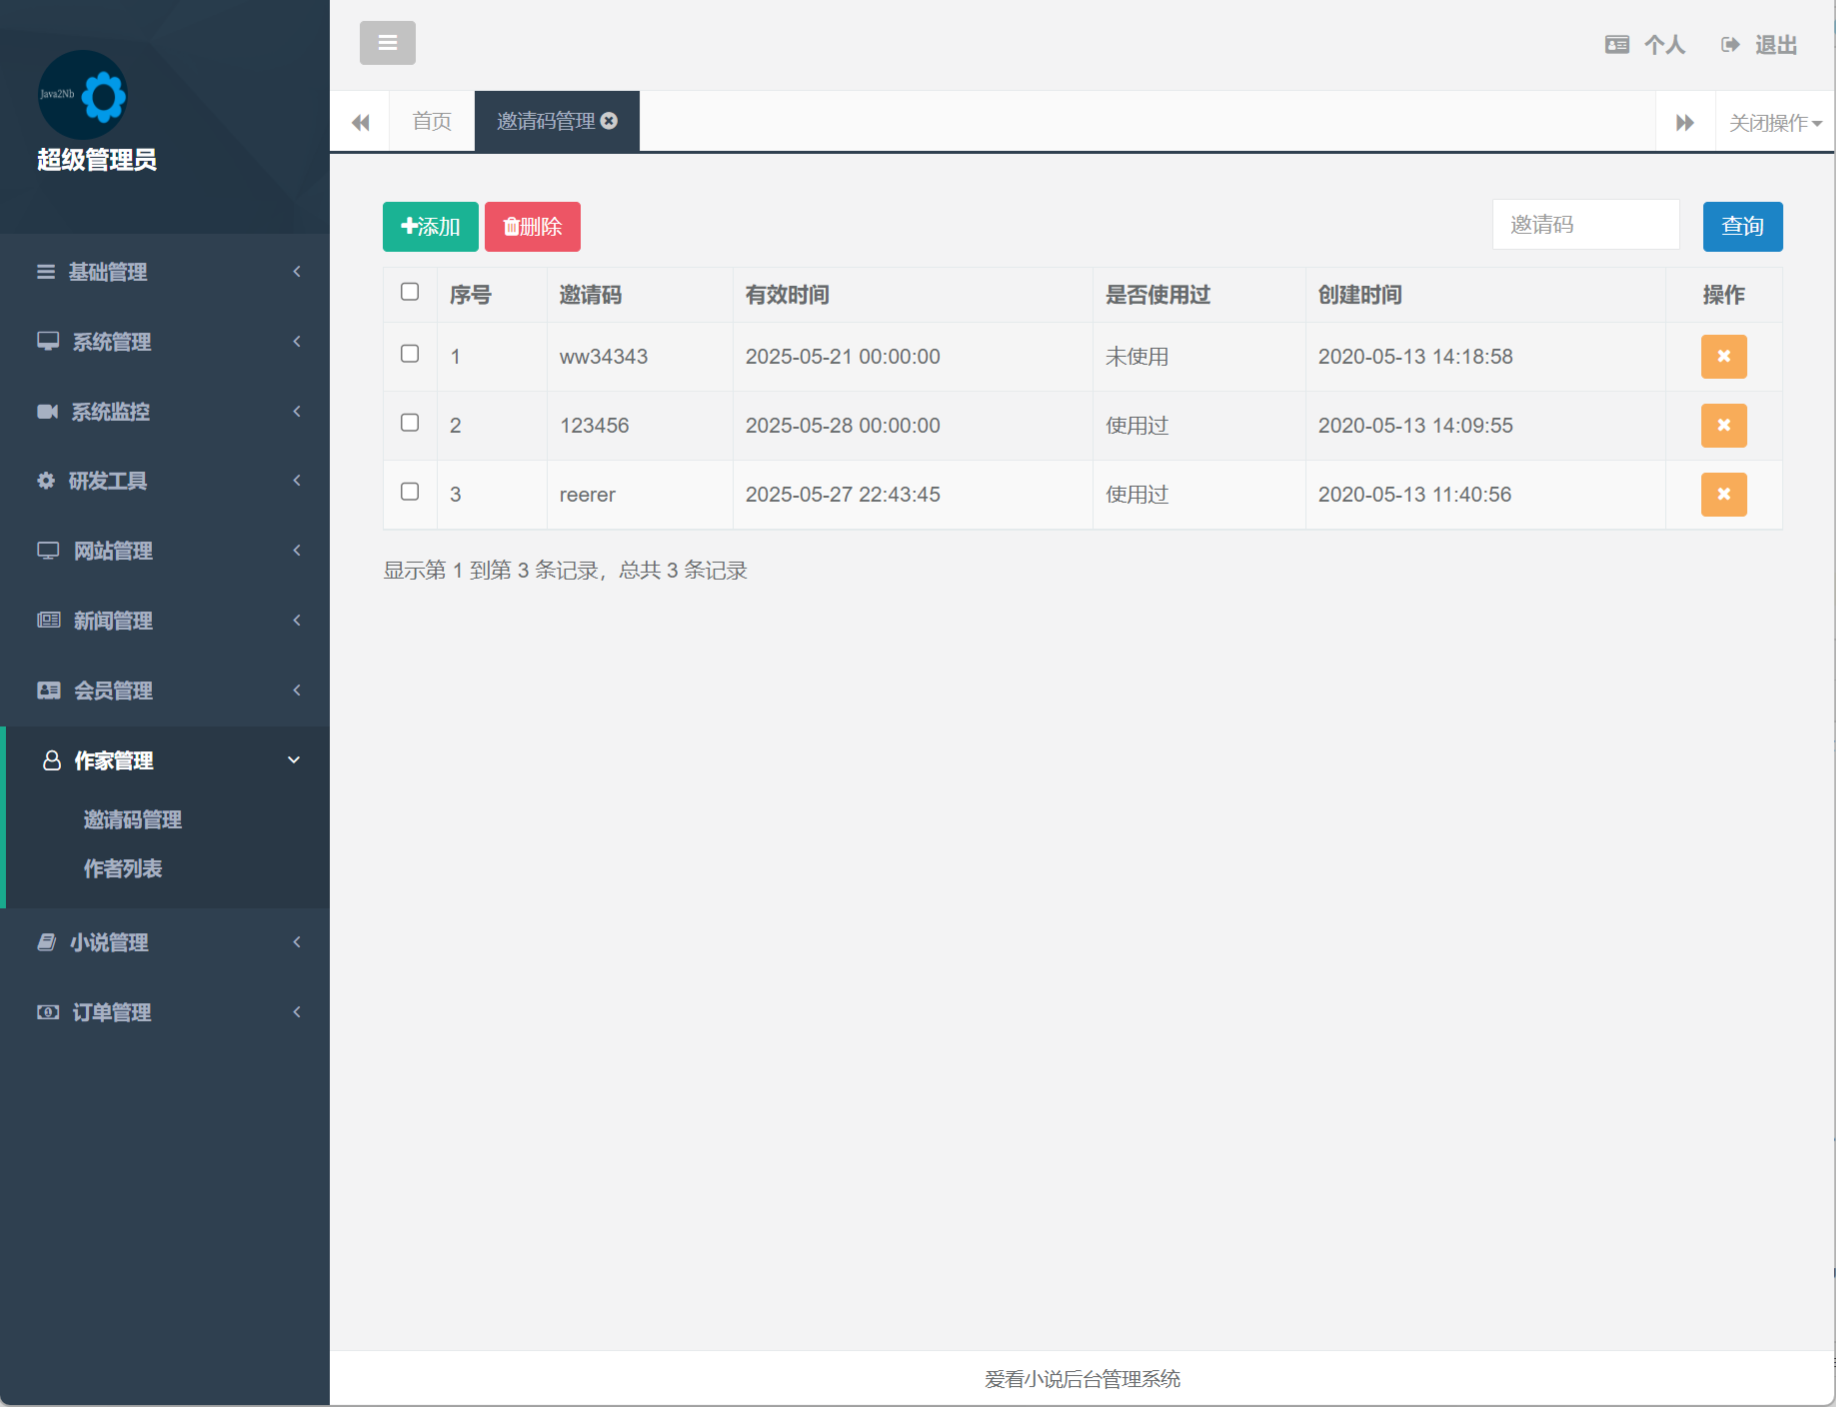 Java2Nb
超级管理员
基础管理
系统管理
系统监控
研发工具
网站管理
新闻管理
会员管理
作家管理
邀请码管理
作者列表
小说管理
订单管理
个人 退出
首页 邀请码管理 关闭操作
添加 删除 邀请码 查询
序号 邀请码 有效时间 是否使用过 创建时间 操作
1 ww34343 2025-05-21 00:00:00 未使用 2020-05-13 14:18:58
2 123456 2025-05-28 00:00:00 使用过 2020-05-13 14:09:55
3 reerer 2025-05-27 22:43:45 使用过 2020-05-13 11:40:56
显示第 1 到第 3 条记录，总共 3 条记录
爱看小说后台管理系统